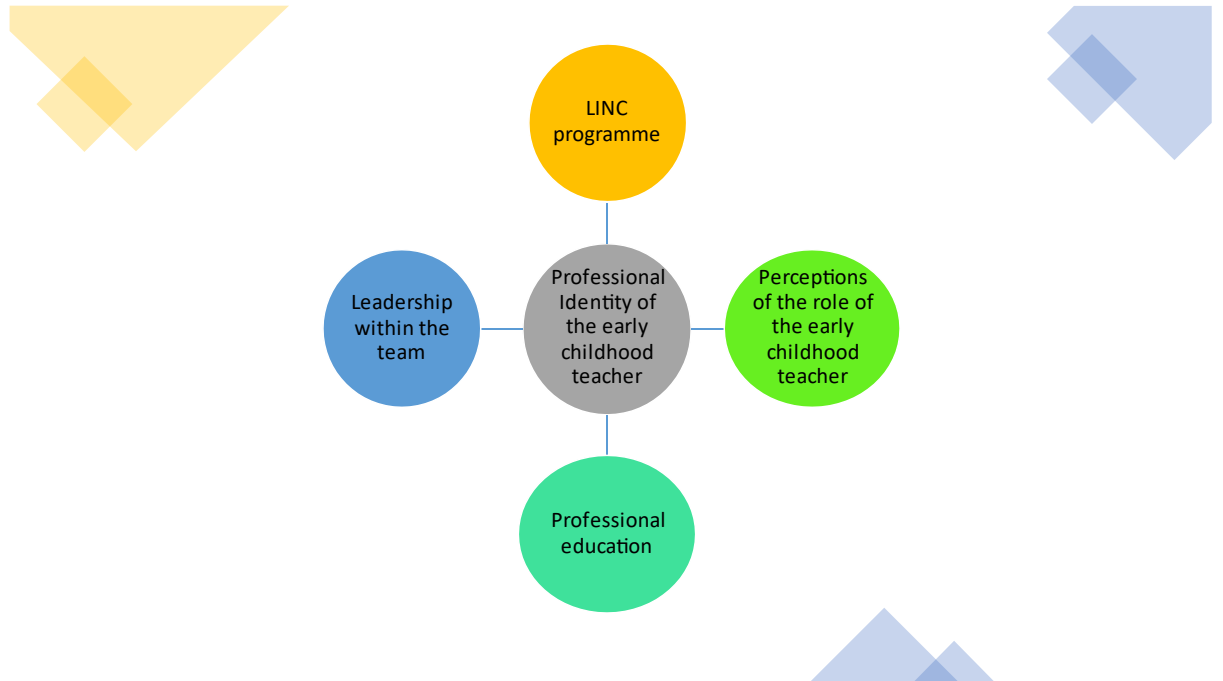 LINC
programme
Leadership
within the
team
Professional
Identity of
the early
childhood
teacher
Perceptions
of the role of
the early
childhood
teacher
Professional
education